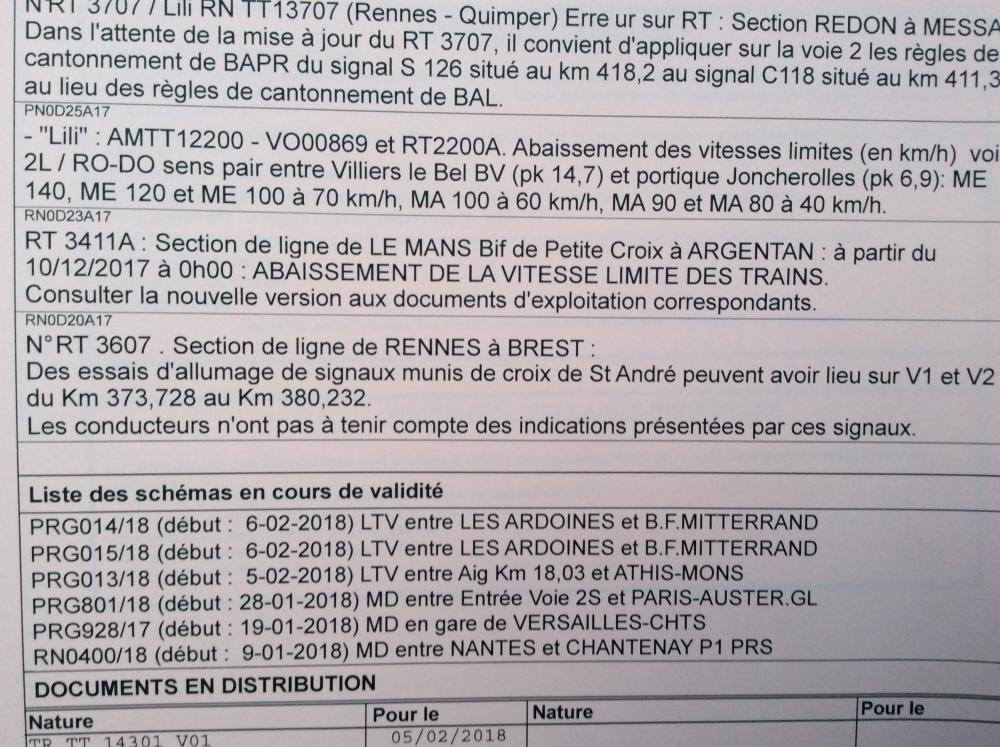 N°RT 3707 / Lili RN TT13707 (Rennes - Quimper) Erre ur sur RT : Section REDON à MESSA
Dans l'attente de la mise à jour du RT 3707, il convient d'appliquer sur la voie 2 les règles de
cantonnement de BAPR du signal S 126 situé au km 418,2 au signal C118 situé au km 411,3
au lieu des règles de cantonnement de BAL.
PN0D25A17
- "Lili" : AMTT12200 - VO00869 et RT2200A. Abaissement des vitesses limites (en km/h) voi
2L / RO-DO sens pair entre Villiers le Bel BV (pk 14,7) et portique Joncherolles (pk 6,9): ME
140, ME 120 et ME 100 à 70 km/h, MA 100 à 60 km/h, MA 90 et MA 80 à 40 km/h.
RN0D23A17
RT 3411A : Section de ligne de LE MANS Bif de Petite Croix à ARGENTAN : à partir du
10/12/2017 à 0h00 : ABAISSEMENT DE LA VITESSE LIMITE DES TRAINS.
Consulter la nouvelle version aux documents d'exploitation correspondants.
RN0D20A17
N°RT 3607 . Section de ligne de RENNES à BREST :
Des essais d'allumage de signaux munis de croix de St André peuvent avoir lieu sur V1 et V2
du Km 373,728 au Km 380,232.
Les conducteurs n'ont pas à tenir compte des indications présentées par ces signaux.
Liste des schémas en cours de validité
PRG014/18 (début : 6-02-2018) LTV entre LES ARDOINES et B.F.MITTERRAND
PRG015/18 (début : 6-02-2018) LTV entre LES ARDOINES et B.F.MITTERRAND
PRG013/18 (début : 5-02-2018) LTV entre Aig Km 18,03 et ATHIS-MONS
PRG801/18 (début : 28-01-2018) MD entre Entrée Voie 2S et PARIS-AUSTER.GL
PRG928/17 (début : 19-01-2018) MD en gare de VERSAILLES-CHTS
RN0400/18 (début : 9-01-2018) MD entre NANTES et CHANTENAY P1 PRS
DOCUMENTS EN DISTRIBUTION
Nature Pour le Nature Pour le
TR TT 14301 V01 05/02/2018